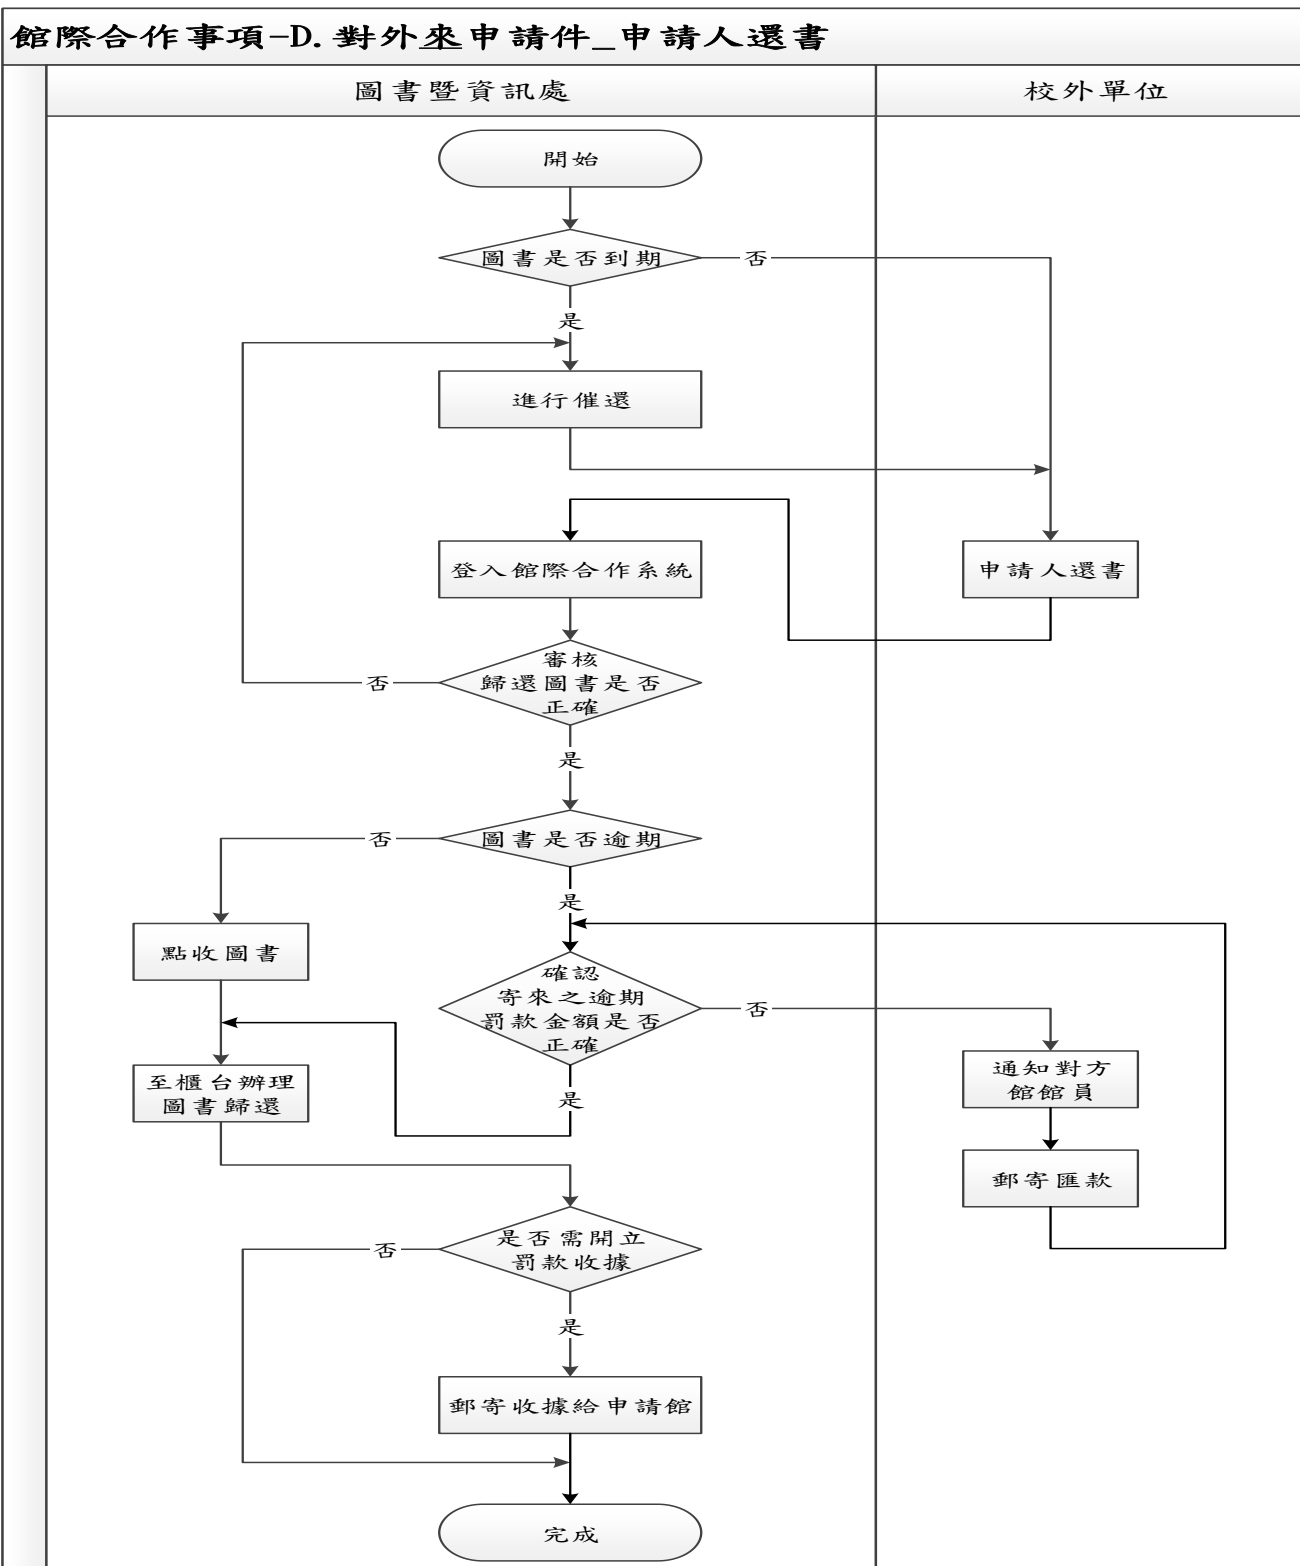 館際合作事項-D.對外來申請件_申請人還書
圖書暨資訊處
校外單位
開始
圖書是否到期
否
是
進行催還
登入館際合作系統
申請人還書
審核
歸還圖書是否
正確
否
是
圖書是否逾期
否
是
點收圖書
確認
寄來之逾期
罰款金額是否
正確
否
是
通知對方
館館員
至櫃台辦理
圖書歸還
郵寄匯款
是否需開立
罰款收據
否
是
郵寄收據給申請館
完成